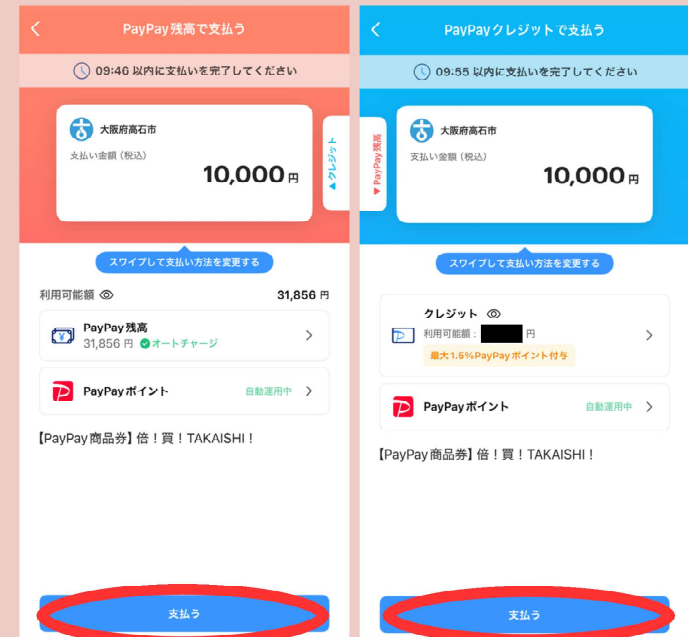 PayPay残高で支払う
09:46 以内に支払いを完了してください
大阪府高石市
支払い金額 (税込)
10,000 円
▲クレジット
スワイプして支払い方法を変更する
利用可能額
31,856 円
PayPay残高
31,856 円 オートチャージ
PayPayポイント
自動運用中
【PayPay商品券】倍！買！TAKAISHI！
支払う
PayPayクレジットで支払う
09:55 以内に支払いを完了してください
▼PayPay残高
大阪府高石市
支払い金額 (税込)
10,000 円
スワイプして支払い方法を変更する
クレジット
利用可能額： 円
最大1.5%PayPayポイント付与
PayPayポイント
自動運用中
【PayPay商品券】倍！買！TAKAISHI！
支払う